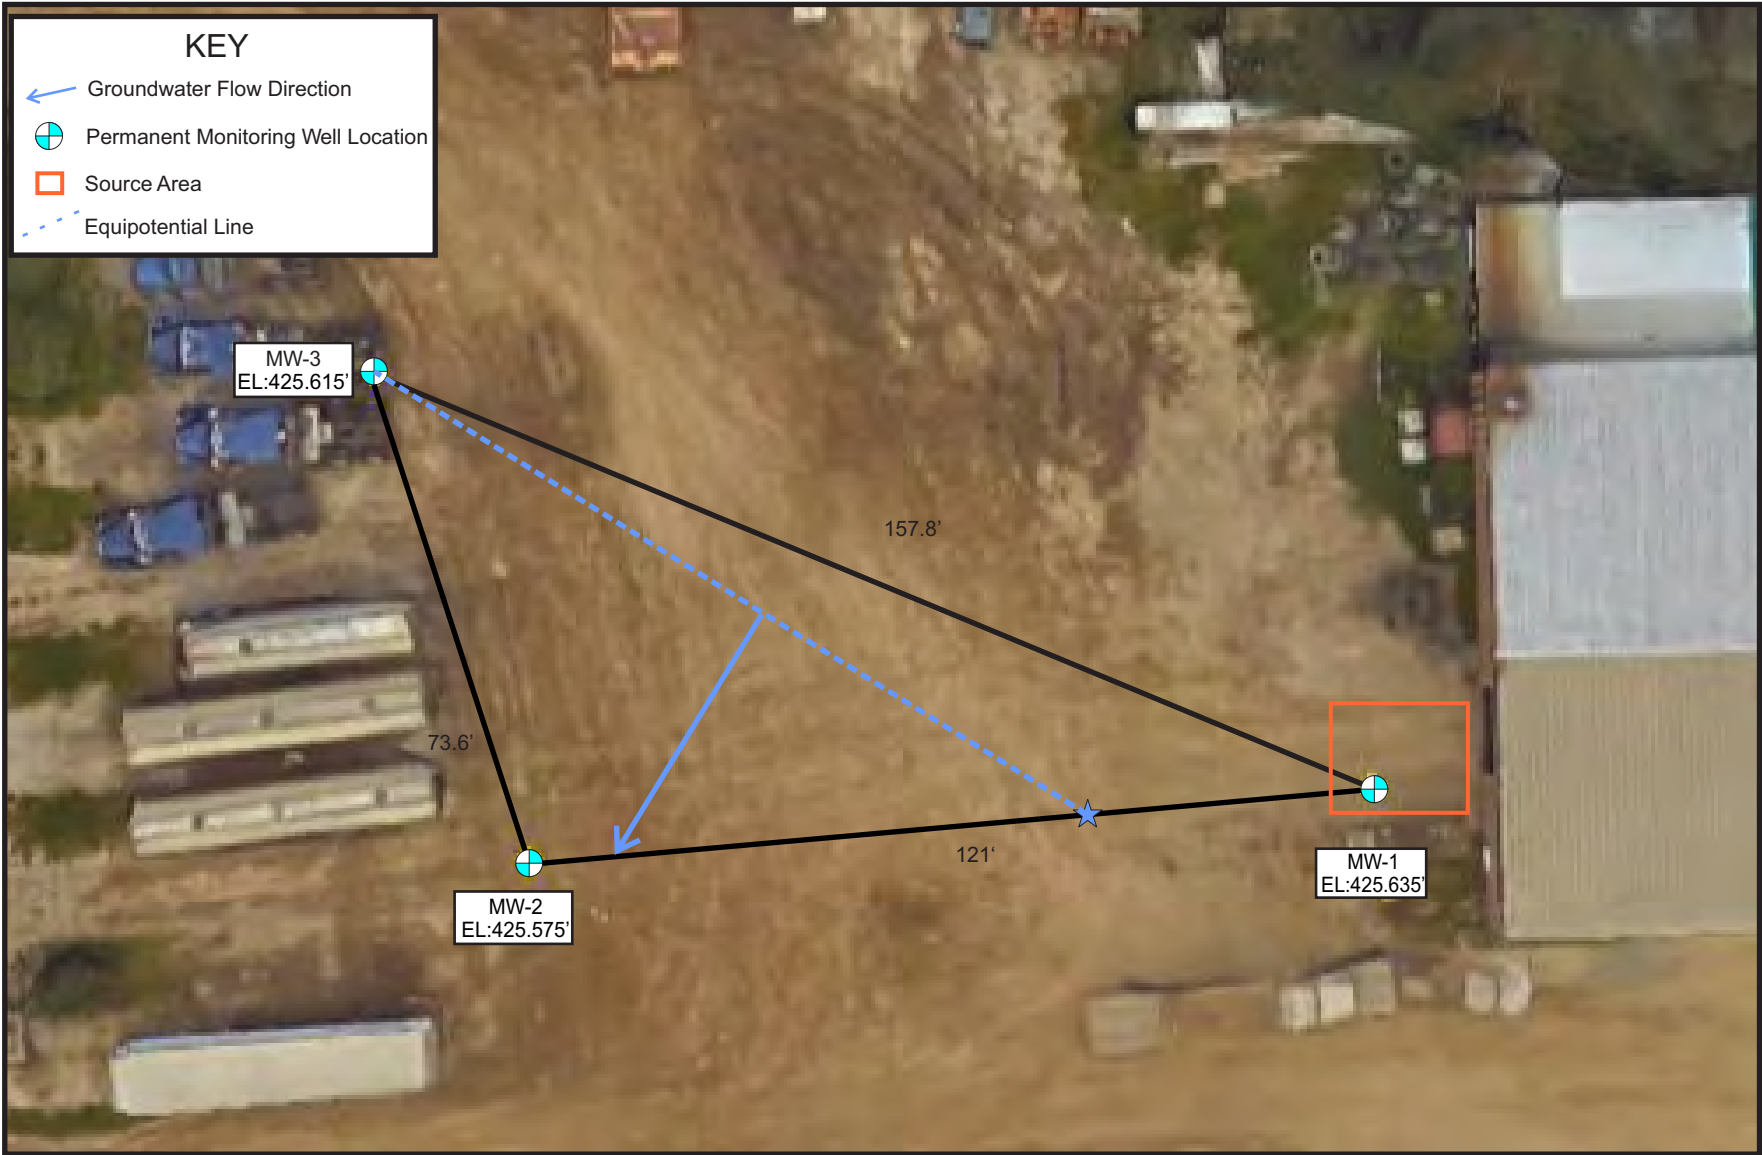 KEY
Groundwater Flow Direction
Permanent Monitoring Well Location
Source Area
Equipotential Line
MW-3
EL:425.615’
157.8’
73.6’
121‘
MW-1
EL:425.635’
MW-2
EL:425.575’